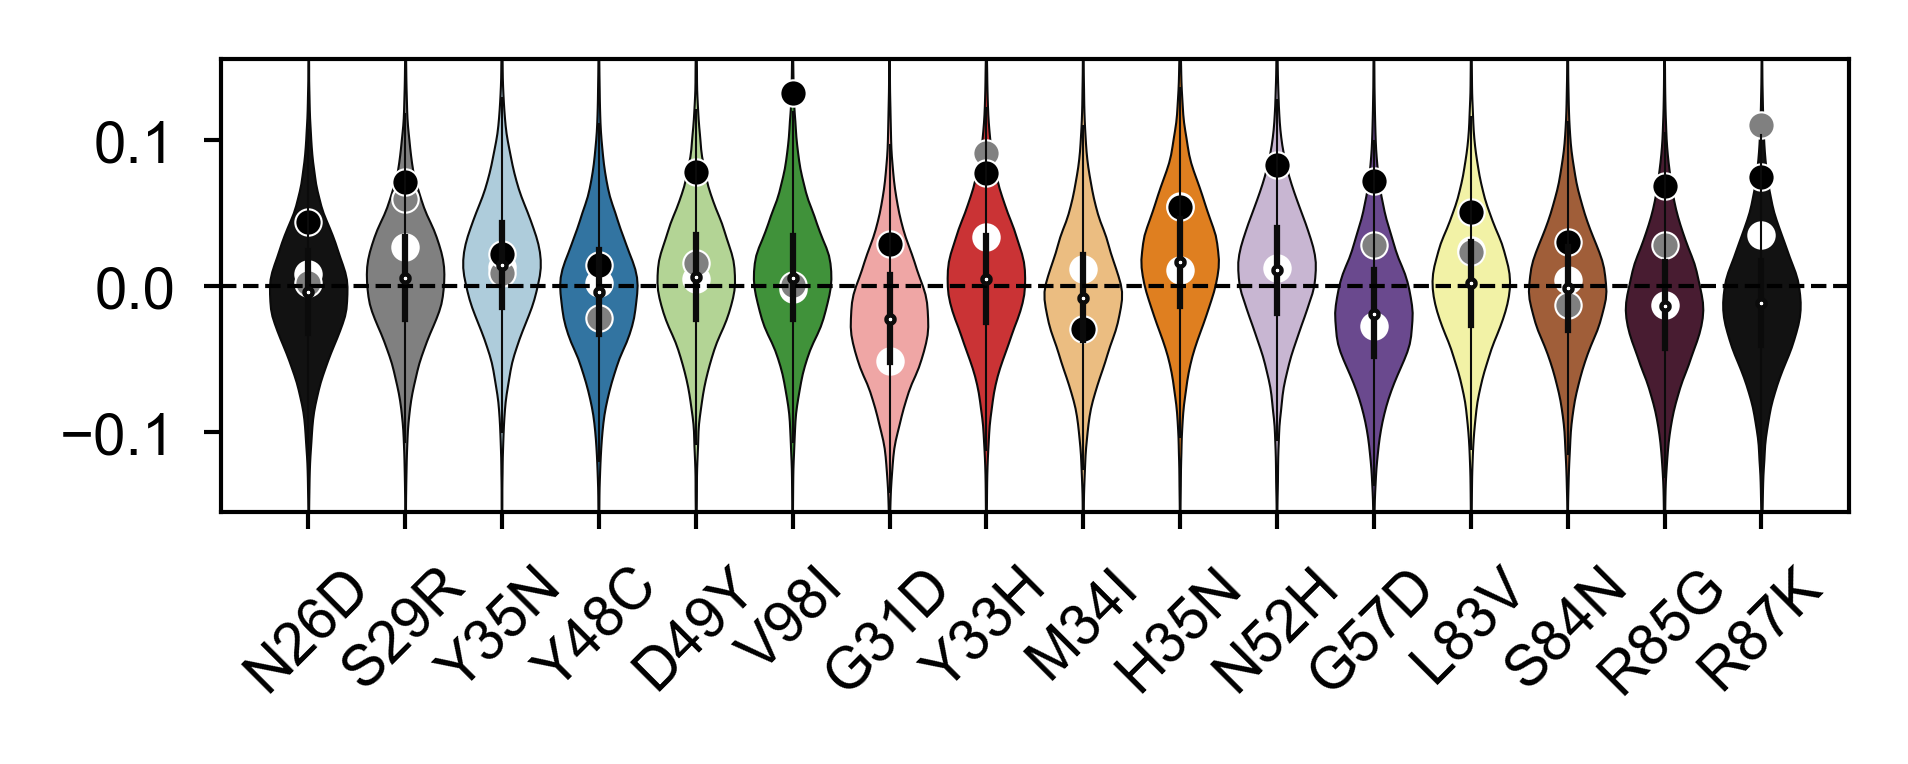 0.1
0.0
−0.1
N26D
S29R
Y35N
Y48C
D49Y
V98I
G31D
Y33H
M34I
H35N
N52H
G57D
L83V
S84N
R85G
R87K